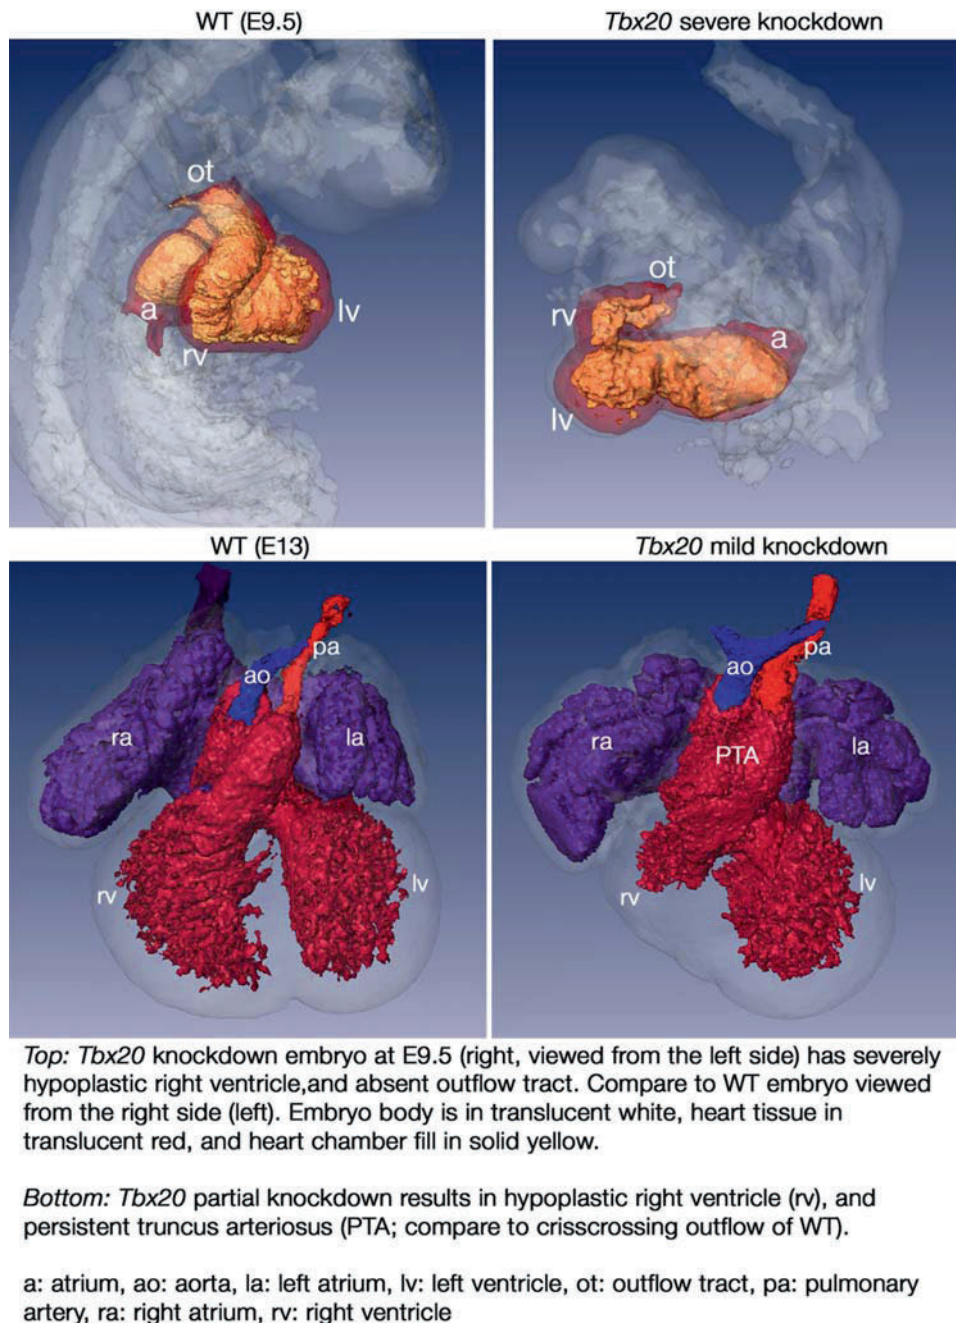 WT (E9.5)
Tbx20 severe knockdown
ot
a
rv
lv
ot
rv
a
lv
WT (E13)
Tbx20 mild knockdown
pa
ao
ra
la
rv
lv
pa
ao
ra
PTA
la
rv
lv
Top: Tbx20 knockdown embryo at E9.5 (right, viewed from the left side) has severely
hypoplastic right ventricle,and absent outflow tract. Compare to WT embryo viewed
from the right side (left). Embryo body is in translucent white, heart tissue in
translucent red, and heart chamber fill in solid yellow.
Bottom: Tbx20 partial knockdown results in hypoplastic right ventricle (rv), and
persistent truncus arteriosus (PTA; compare to crisscrossing outflow of WT).
a: atrium, ao: aorta, la: left atrium, lv: left ventricle, ot: outflow tract, pa: pulmonary
artery, ra: right atrium, rv: right ventricle